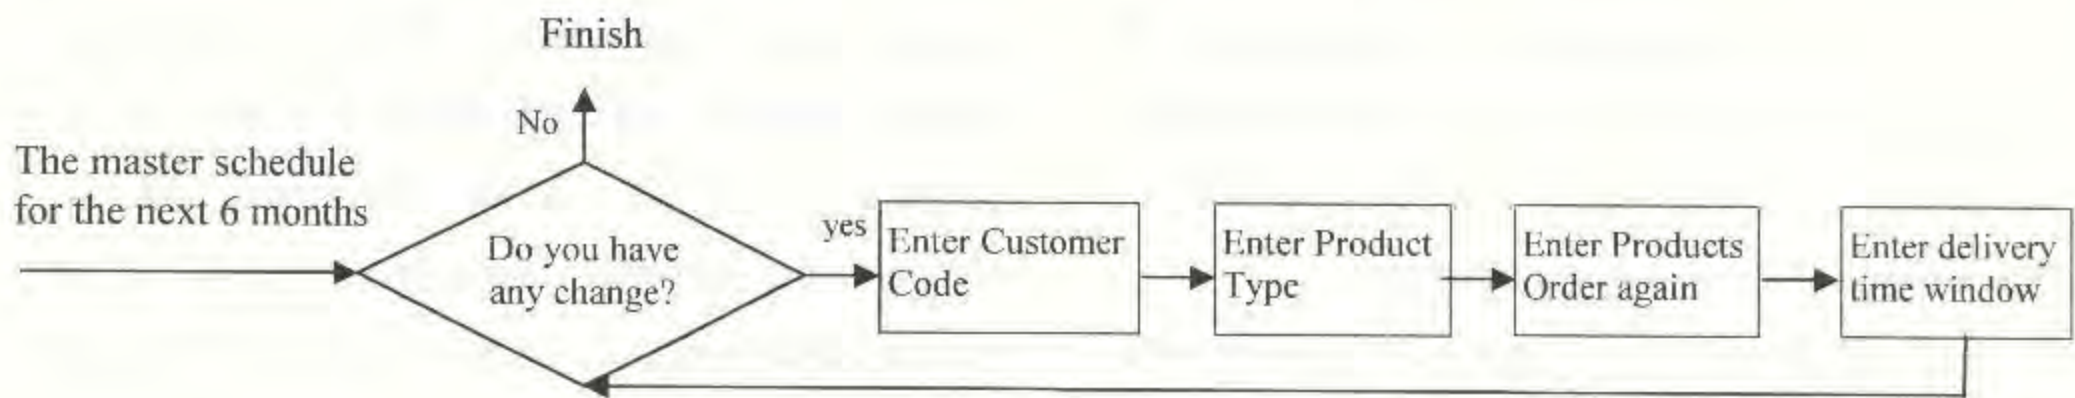 Finish
No
The master schedule
for the next 6 months
Do you have
any change?
yes
Enter Customer
Code
Enter Product
Type
Enter Products
Order again
Enter delivery
time window